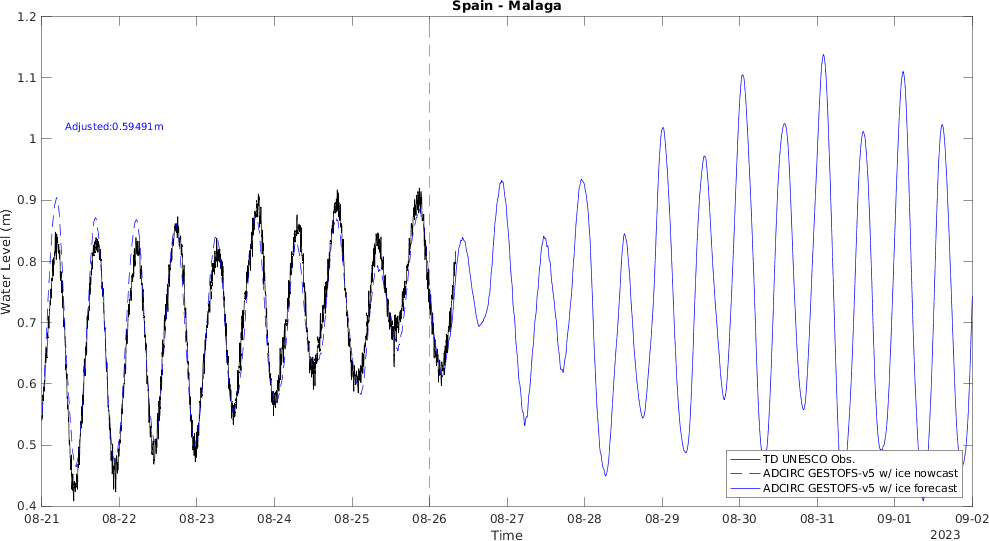 Spain - Malaga
1.2
1.1
1
0.9
0.8
0.7
0.6
0.5
0.4
Water Level (m)
Adjusted:0.59491m
TD UNESCO Obs.
ADCIRC GESTOFS-v5 w/ ice nowcast
ADCIRC GESTOFS-v5 w/ ice forecast
08-21 08-22 08-23 08-24 08-25 08-26 08-27 08-28 08-29 08-30 08-31 09-01 09-02
Time
2023